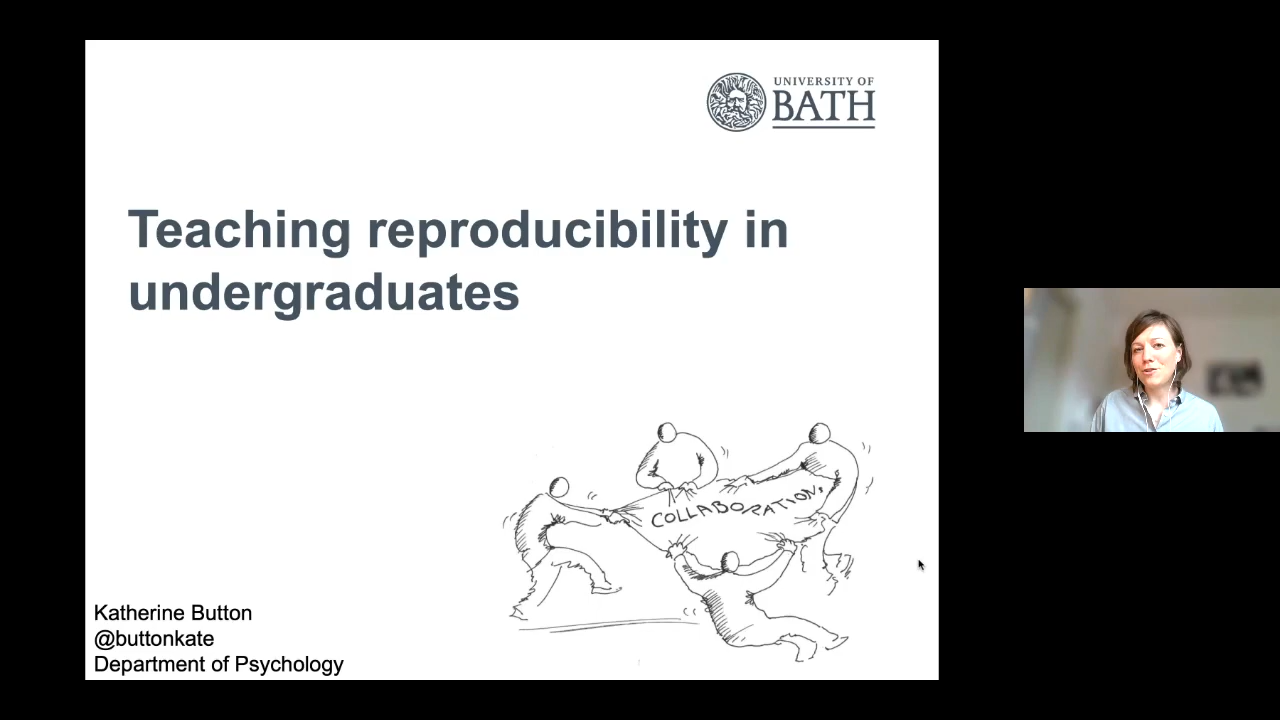 UNIVERSITY OF
BATH
Teaching reproducibility in
undergraduates
COLLABORATION,
Katherine Button
@buttonkate
Department of Psychology